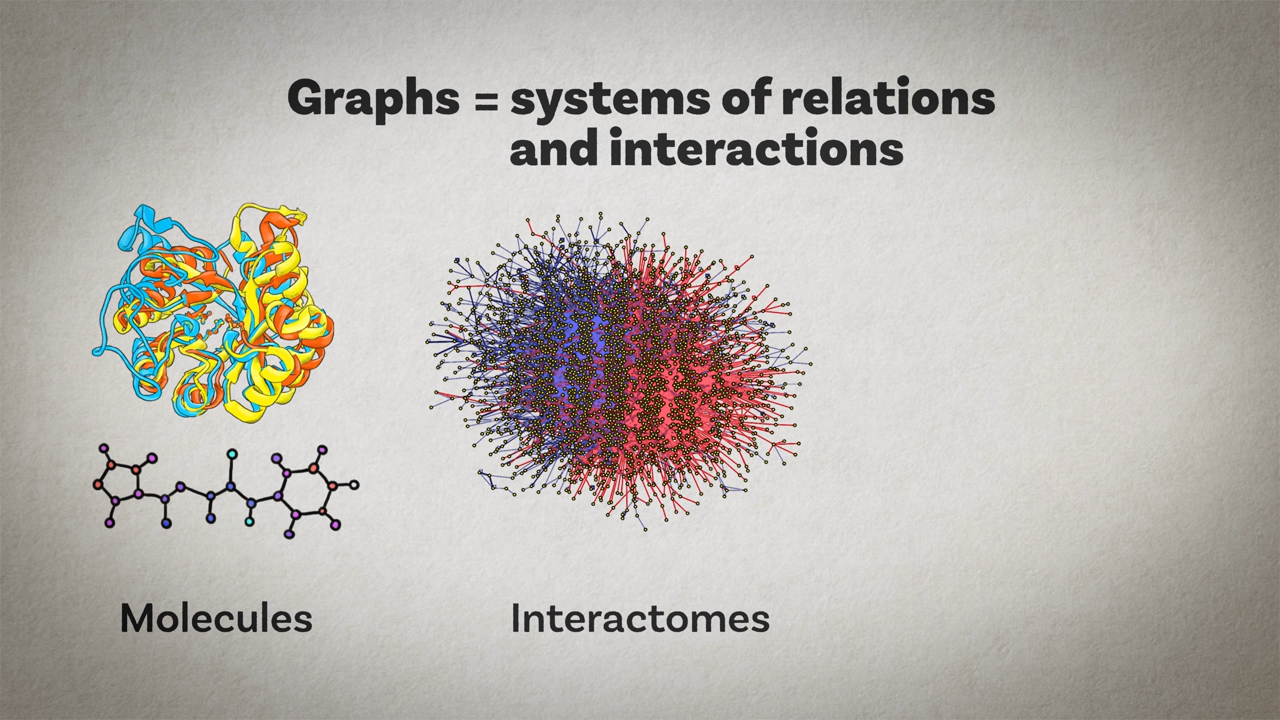 Graphs = systems of relations
and interactions
Molecules
Interactomes